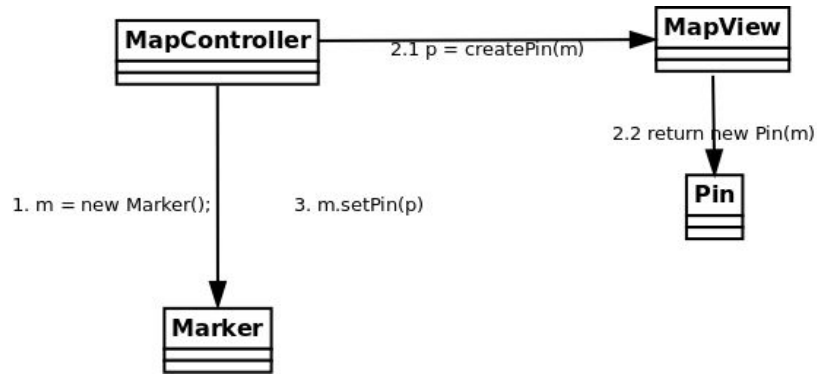 MapController
MapView
2.1 p = createPin(m)
2.2 return new Pin(m)
Pin
1. m = new Marker();
3. m.setPin(p)
Marker